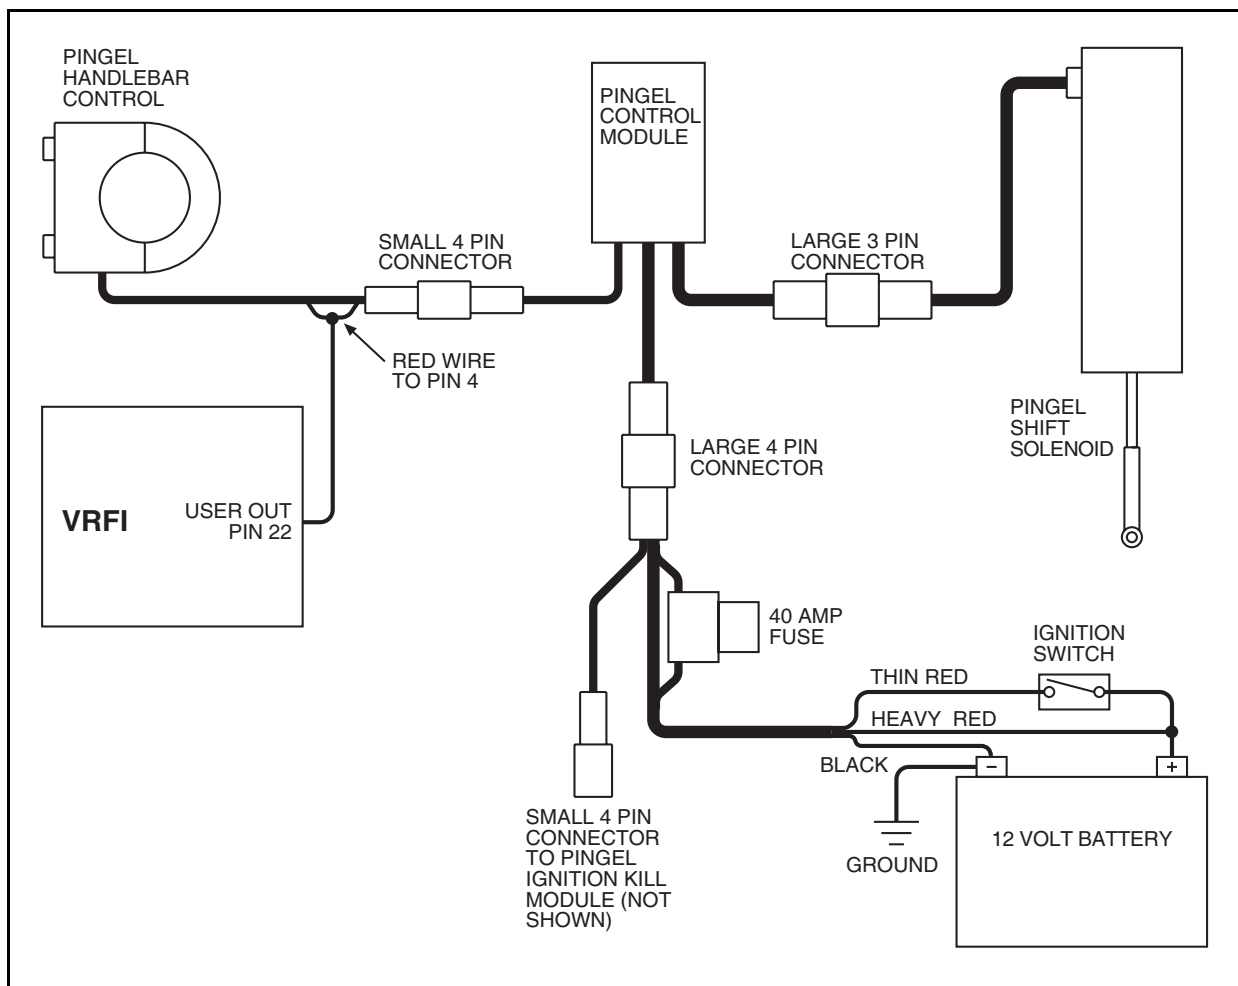 PINGEL
HANDLEBAR
CONTROL
PINGEL
CONTROL
MODULE
SMALL 4 PIN
CONNECTOR
LARGE 3 PIN
CONNECTOR
RED WIRE
TO PIN 4
PINGEL
SHIFT
SOLENOID
LARGE 4 PIN
CONNECTOR
VRFI
USER OUT
PIN 22
40 AMP
FUSE
IGNITION
SWITCH
THIN RED
HEAVY RED
BLACK
−
+
SMALL 4 PIN
CONNECTOR
TO PINGEL
IGNITION KILL
MODULE (NOT
SHOWN)
GROUND
12 VOLT BATTERY